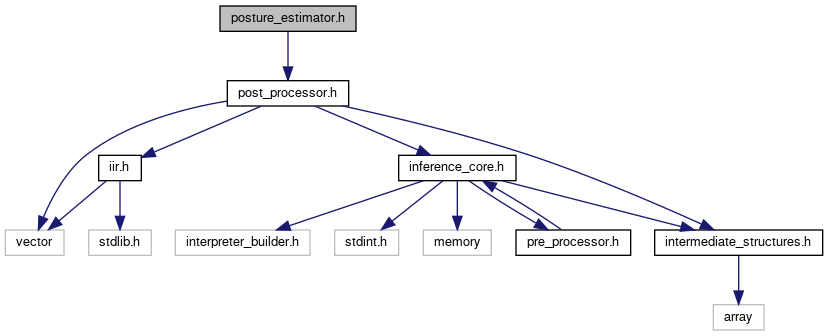 posture_estimator.h
post_processor.h
iir.h
inference_core.h
vector
stdlib.h
interpreter_builder.h
stdint.h
memory
pre_processor.h
intermediate_structures.h
array